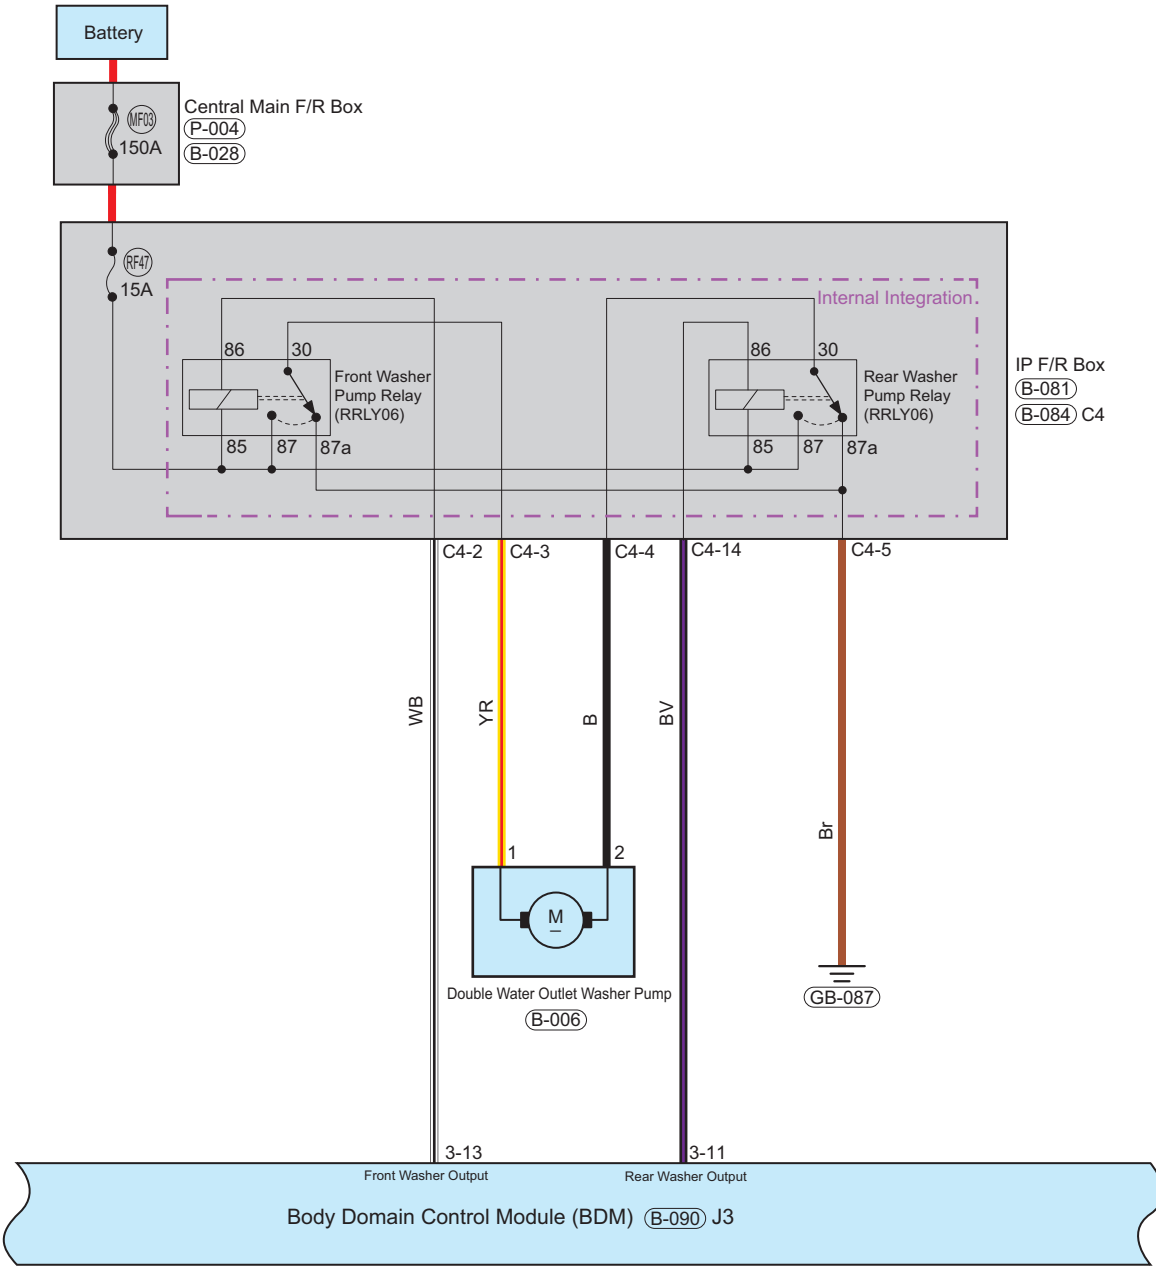 Battery
Central Main F/R Box
MF03
P-004
150A
B-028
RF47
15A
Internal Integration
86
30
86
30
IP F/R Box
Front Washer
Pump Relay
(RRLY06)
Rear Washer
Pump Relay
(RRLY06)
B-081
B-084 C4
85
87
87a
85
87
87a
C4-2
C4-3
C4-4
C4-14
C4-5
WB
YR
B
BV
Br
1
2
M
Double Water Outlet Washer Pump
B-006
GB-087
3-13
3-11
Front Washer Output
Rear Washer Output
Body Domain Control Module (BDM) B-090 J3